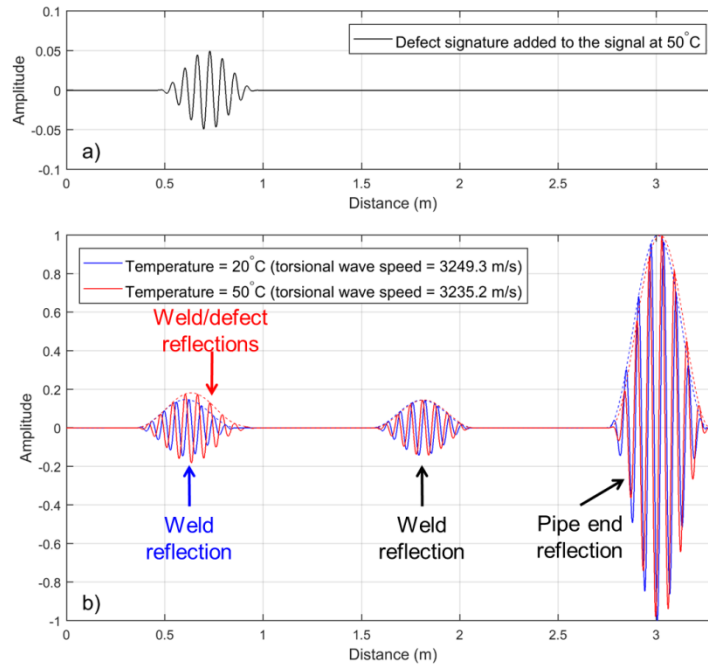 0.1
0.05
0
-0.05
-0.1
Amplitude
Defect signature added to the signal at 50°C
a)
0 0.5 1 1.5 2 2.5 3
Distance (m)
1
0.8
0.6
0.4
0.2
0
-0.2
-0.4
-0.6
-0.8
-1
Amplitude
Temperature = 20°C (torsional wave speed = 3249.3 m/s)
Temperature = 50°C (torsional wave speed = 3235.2 m/s)
Weld/defect
reflections
Weld
reflection
Weld
reflection
Pipe end
reflection
b)
0 0.5 1 1.5 2 2.5 3
Distance (m)